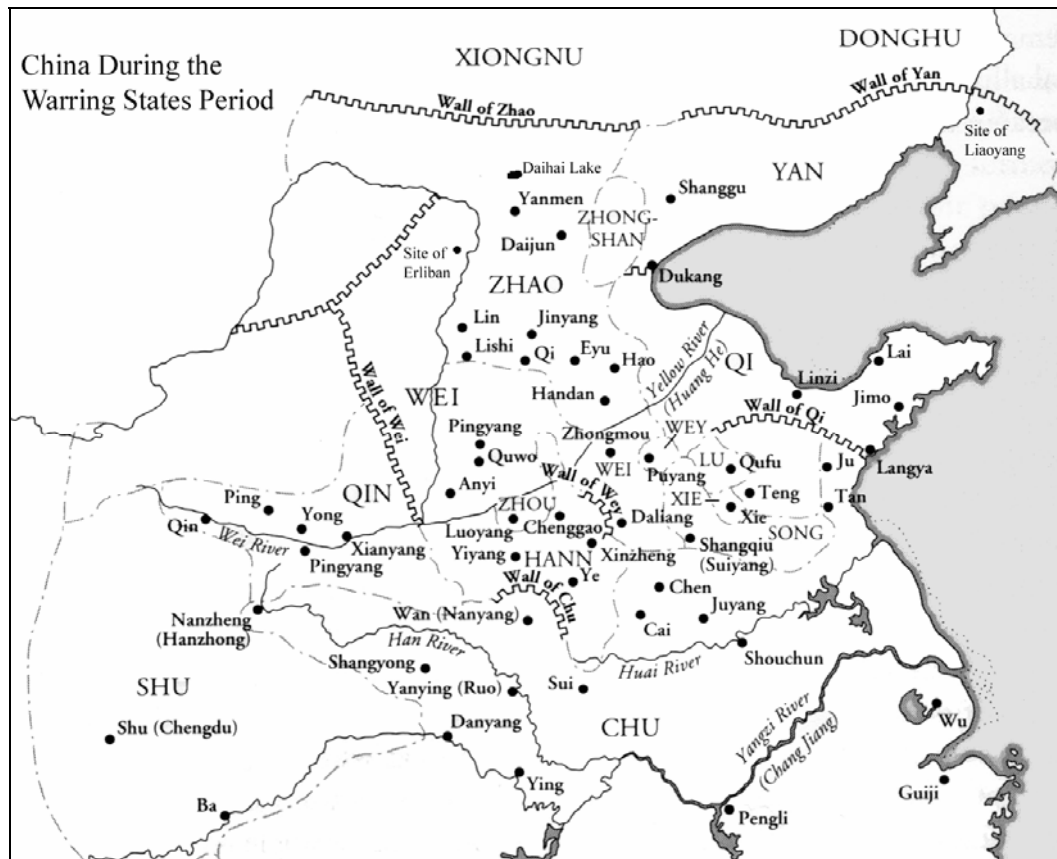 China During the
Warring States Period
XIONGNU
DONGHU
Wall of Zhao
Wall of Yan
Site of
Liaoyang
Daihai Lake
YAN
Shanggu
Yanmen
ZHONG-
SHAN
Daijun
Site of
Erliban
Dukang
ZHAO
Lin
Jinyang
Lishi
Qi
Eyu
Hao
Yellow River
(Huang He)
QI
Lai
Linzi
Jimo
Handan
WEI
Wall of Wei
Wall of Qi
Pingyang
Zhongmou
WEY
Quwo
WEI
Puyang
LU
Qufu
Ju
Langya
Anyi
Wall of Wey
XIE
Teng
Tan
QIN
Ping
ZHOU
Qin
Yong
Luoyang
Chenggao
Daliang
Xie
SONG
Wei River
Xianyang
Pingyang
Yiyang
HANN
Xinzheng
Shangqiu
(Suiyang)
Ye
Wall of Chu
Chen
Nanzheng
(Hanzhong)
Wan (Nanyang)
Cai
Juyang
Han River
Huai River
Shouchun
Shangyong
Yanying (Ruo)
Sui
SHU
Shu (Chengdu)
Danyang
CHU
Yangzi River
(Chang Jiang)
Wu
Ying
Guiji
Ba
Pengli